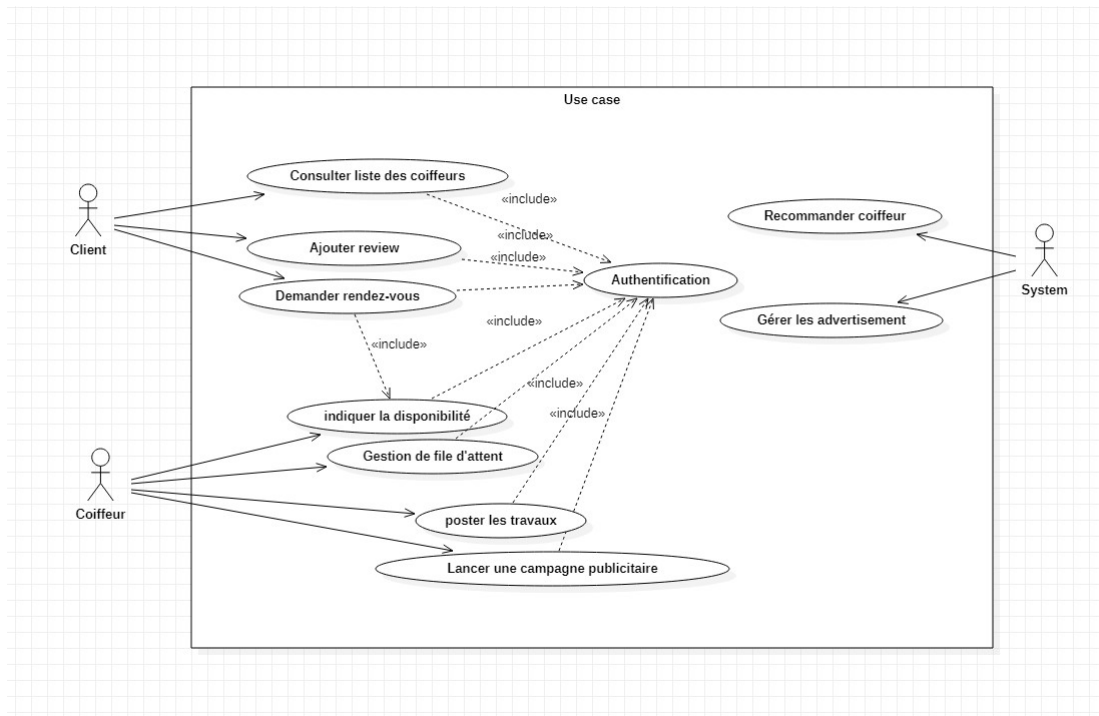 Use case
Consulter liste des coiffeurs
«include»
Recommander coiffeur
Client
«include»
Ajouter review
«include»
Authentification
System
Demander rendez-vous
«include»
Gérer les advertisement
«include»
«include»
indiquer la disponibilité
«include»
Gestion de file d'attent
Coiffeur
poster les travaux
Lancer une campagne publicitaire